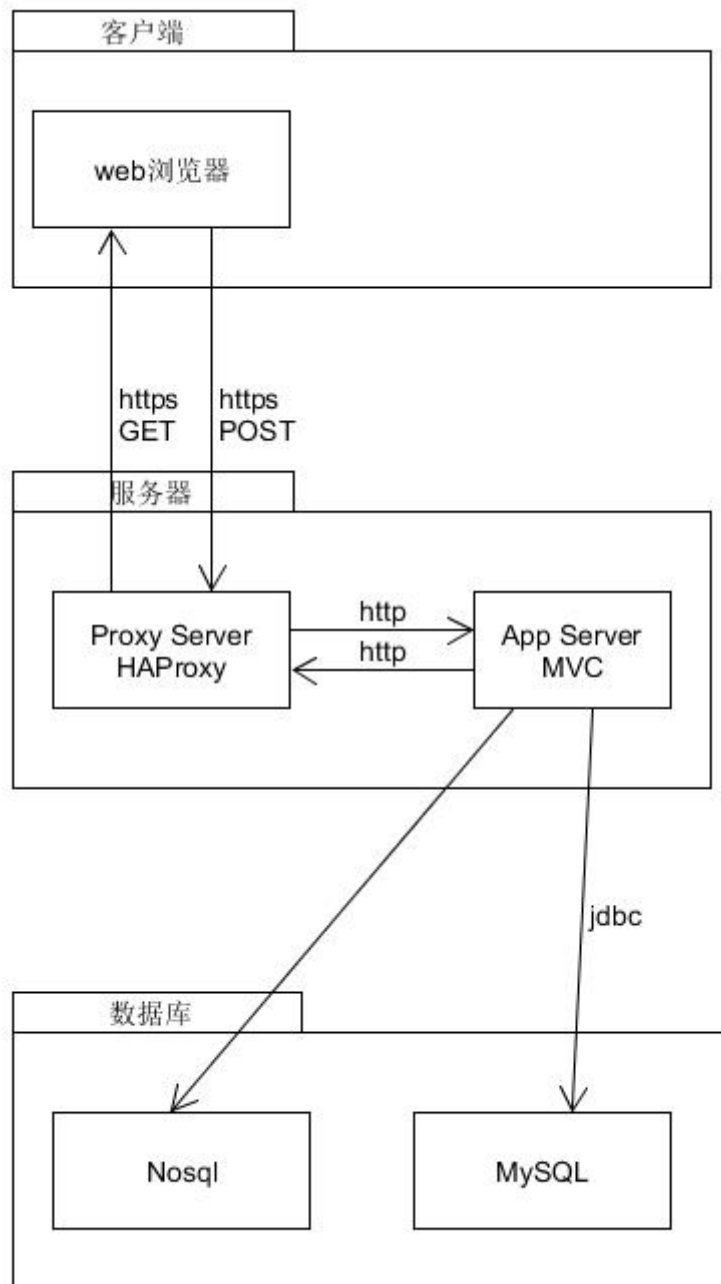 客户端
web浏览器
https
GET
https
POST
服务器
Proxy Server
HAProxy
http
http
App Server
MVC
jdbc
数据库
Nosql
MySQL